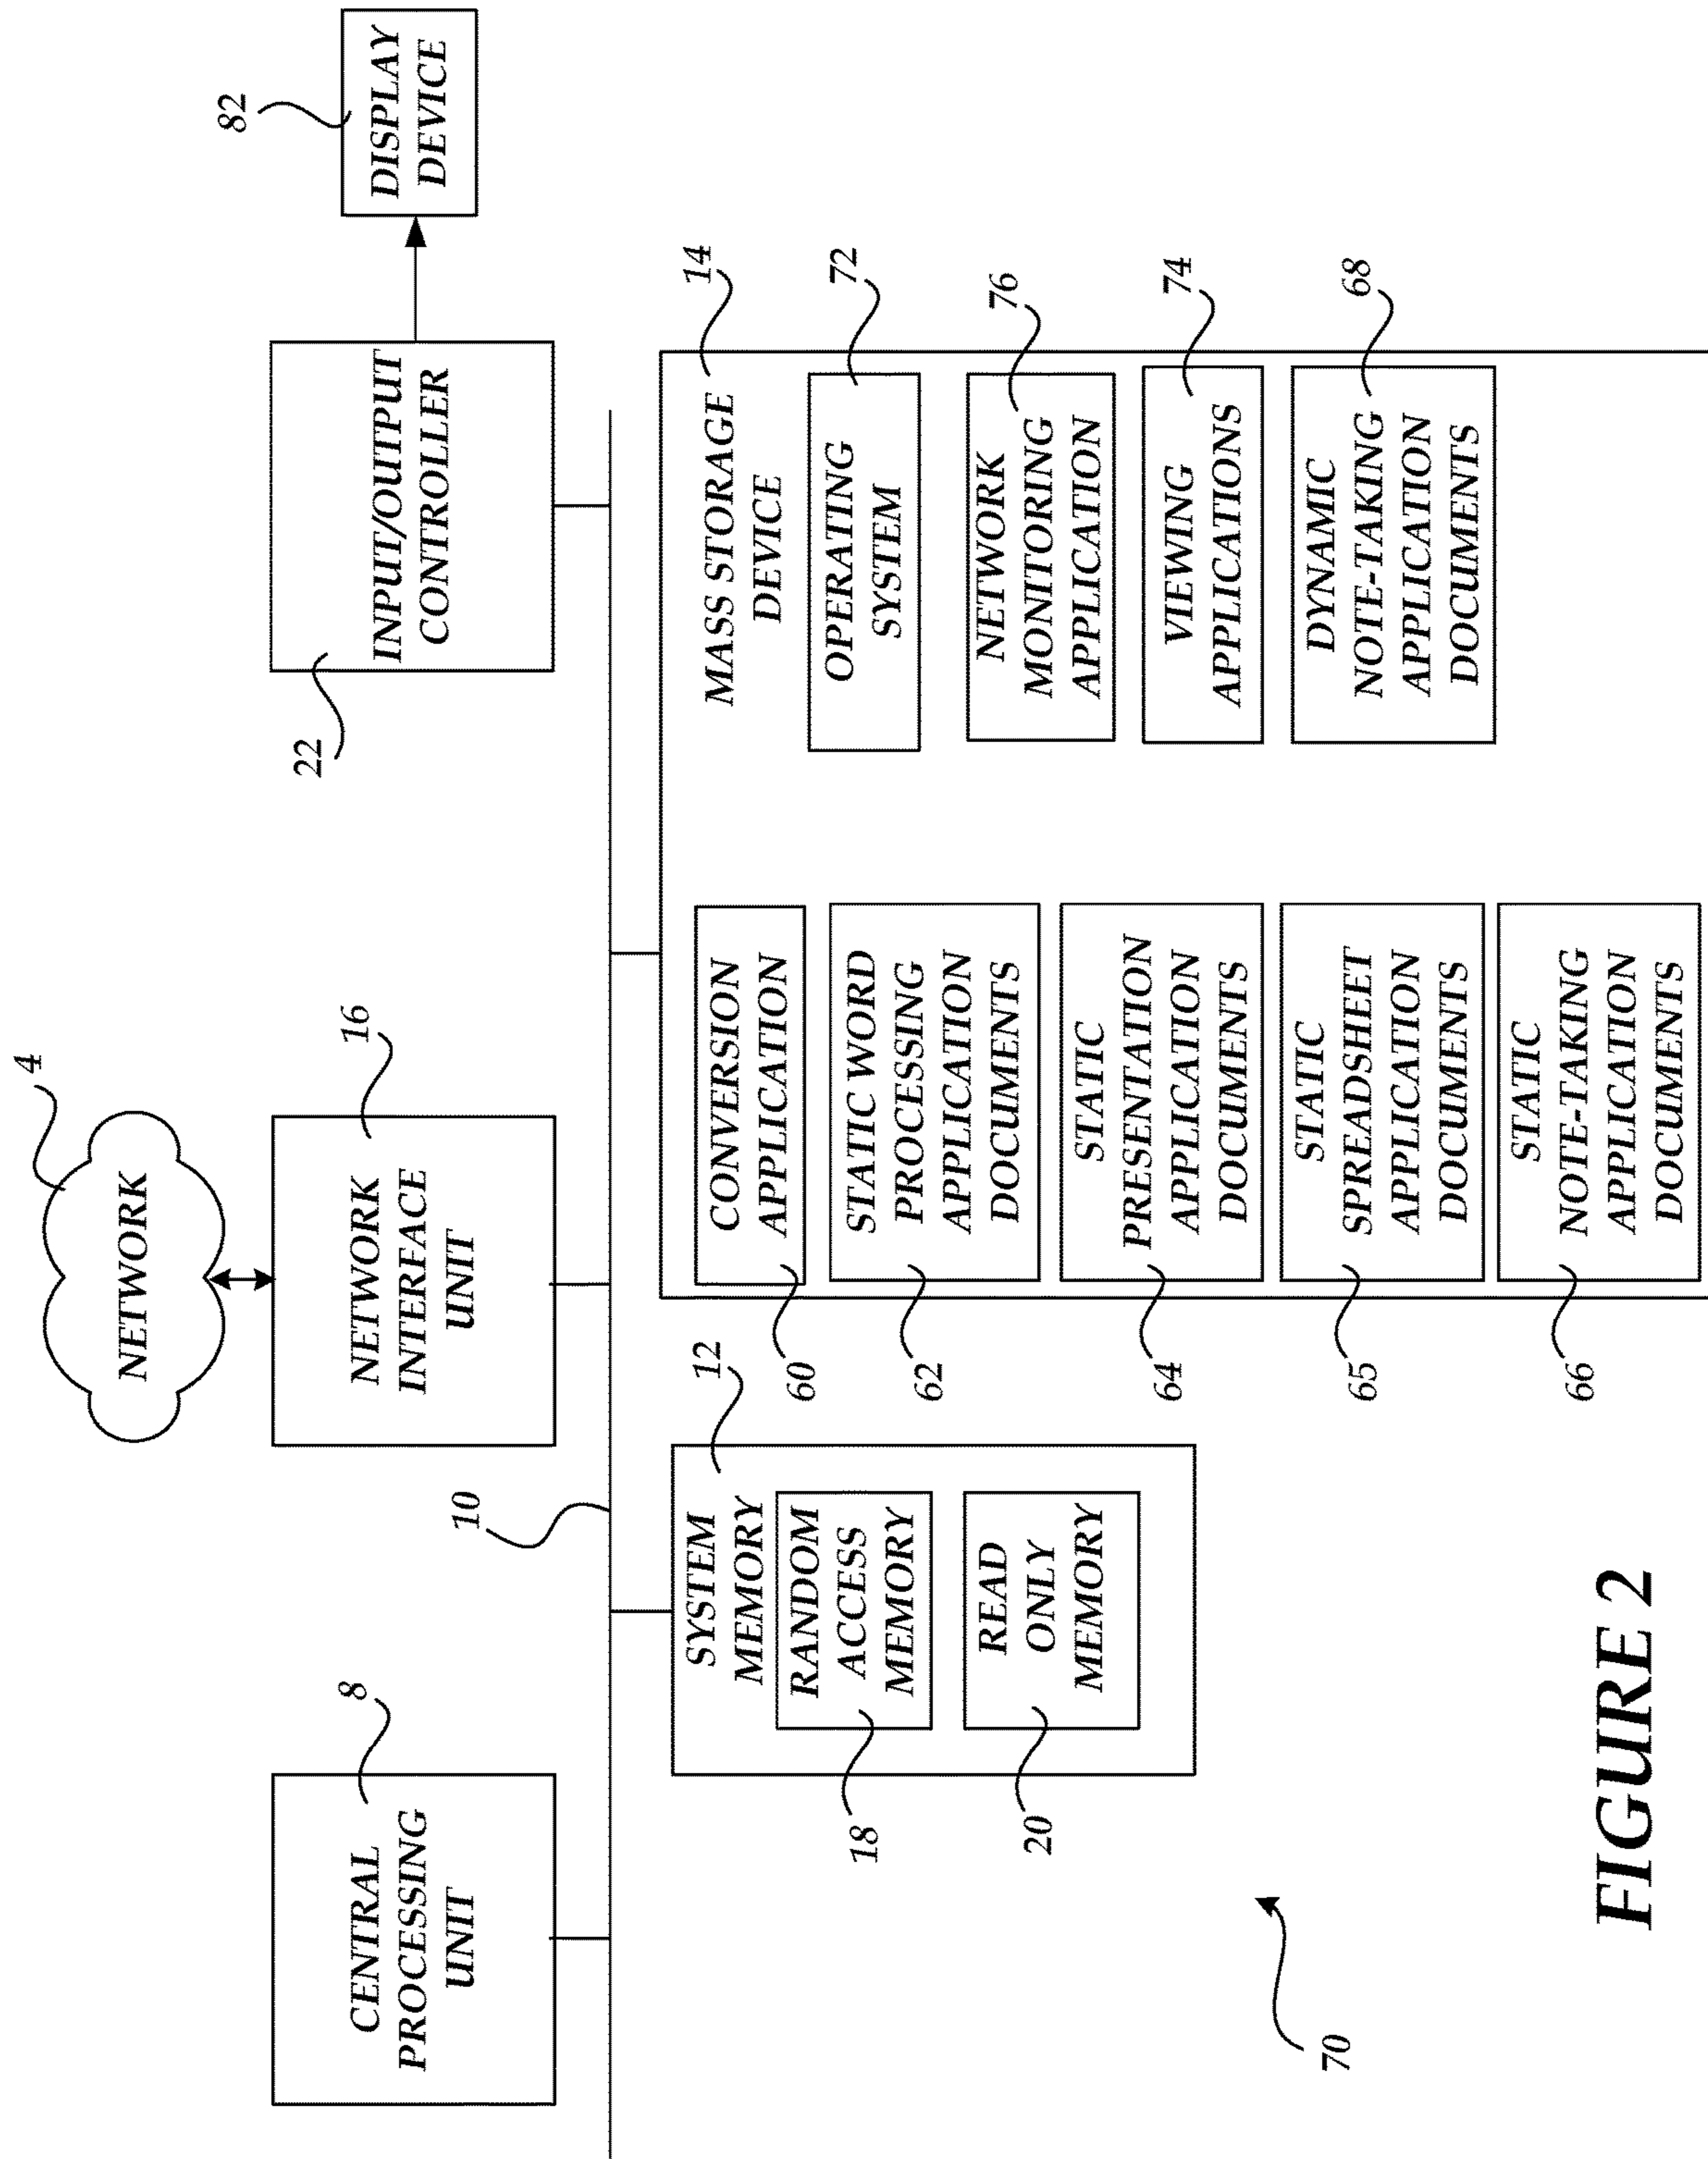 NETWORK
4
CENTRAL
PROCESSING
UNIT
8
NETWORK
INTERFACE
UNIT
16
INPUT/OUTPUT
CONTROLLER
22
DISPLAY
DEVICE
82
10
SYSTEM
MEMORY
12
RANDOM
ACCESS
MEMORY
18
READ
ONLY
MEMORY
20
MASS STORAGE
DEVICE
14
CONVERSION
APPLICATION
60
STATIC WORD
PROCESSING
APPLICATION
DOCUMENTS
62
STATIC
PRESENTATION
APPLICATION
DOCUMENTS
64
STATIC
SPREADSHEET
APPLICATION
DOCUMENTS
65
STATIC
NOTE-TAKING
APPLICATION
DOCUMENTS
66
OPERATING
SYSTEM
72
NETWORK
MONITORING
APPLICATION
76
VIEWING
APPLICATIONS
74
DYNAMIC
NOTE-TAKING
APPLICATION
DOCUMENTS
68
70
FIGURE 2